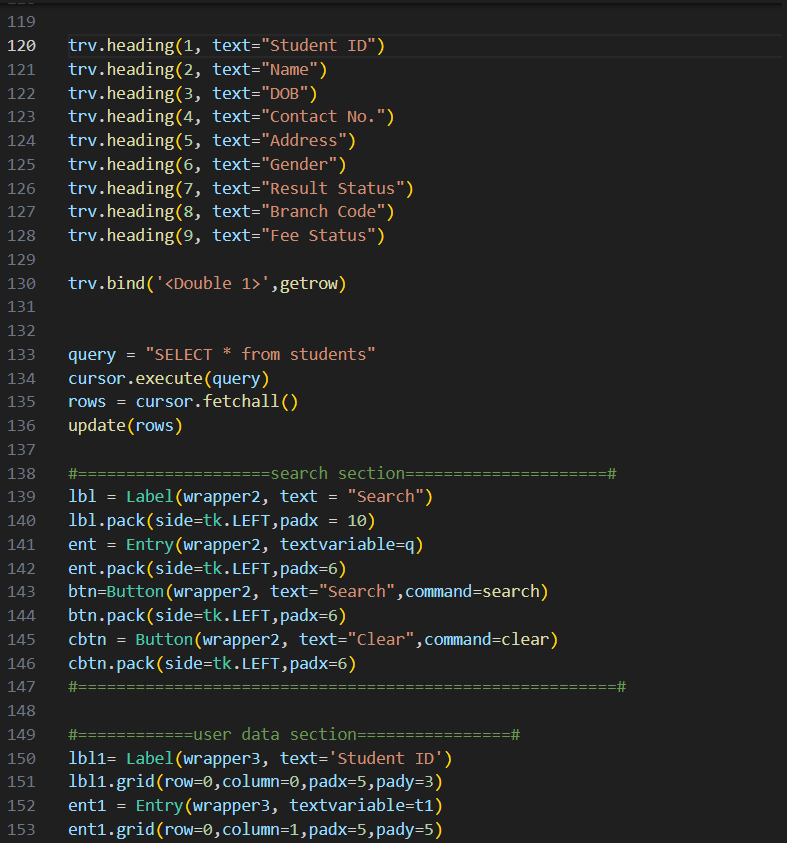 119
120 trv.heading(1, text="Student ID")
121 trv.heading(2, text="Name")
122 trv.heading(3, text="DOB")
123 trv.heading(4, text="Contact No.")
124 trv.heading(5, text="Address")
125 trv.heading(6, text="Gender")
126 trv.heading(7, text="Result Status")
127 trv.heading(8, text="Branch Code")
128 trv.heading(9, text="Fee Status")
129
130 trv.bind('<Double 1>',getrow)
131
132
133 query = "SELECT * from students"
134 cursor.execute(query)
135 rows = cursor.fetchall()
136 update(rows)
137
138 #====================search section=====================#
139 lbl = Label(wrapper2, text = "Search")
140 lbl.pack(side=tk.LEFT,padx = 10)
141 ent = Entry(wrapper2, textvariable=q)
142 ent.pack(side=tk.LEFT,padx=6)
143 btn=Button(wrapper2, text="Search",command=search)
144 btn.pack(side=tk.LEFT,padx=6)
145 cbtn = Button(wrapper2, text="Clear",command=clear)
146 cbtn.pack(side=tk.LEFT,padx=6)
147 #========================================================#
148
149 #============user data section================#
150 lbl1= Label(wrapper3, text='Student ID')
151 lbl1.grid(row=0,column=0,padx=5,pady=3)
152 ent1 = Entry(wrapper3, textvariable=t1)
153 ent1.grid(row=0,column=1,padx=5,pady=5)